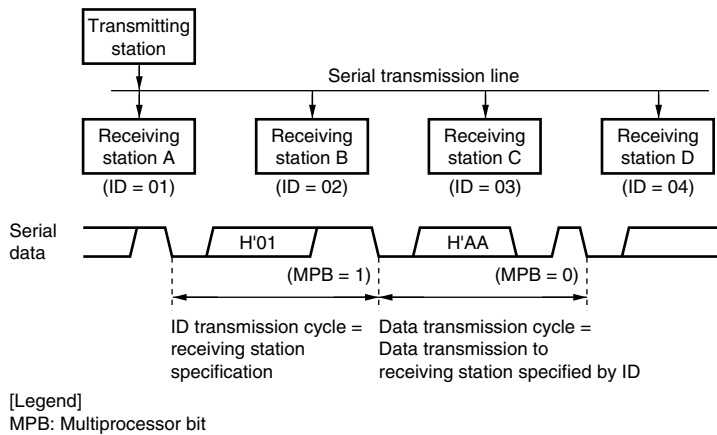 Transmitting
station
Serial transmission line
Receiving
station A
Receiving
station B
Receiving
station C
Receiving
station D
(ID = 01)
(ID = 02)
(ID = 03)
(ID = 04)
Serial
data
H'01
H'AA
(MPB = 1)
(MPB = 0)
ID transmission cycle =
receiving station
specification
Data transmission cycle =
Data transmission to
receiving station specified by ID
[Legend]
MPB: Multiprocessor bit